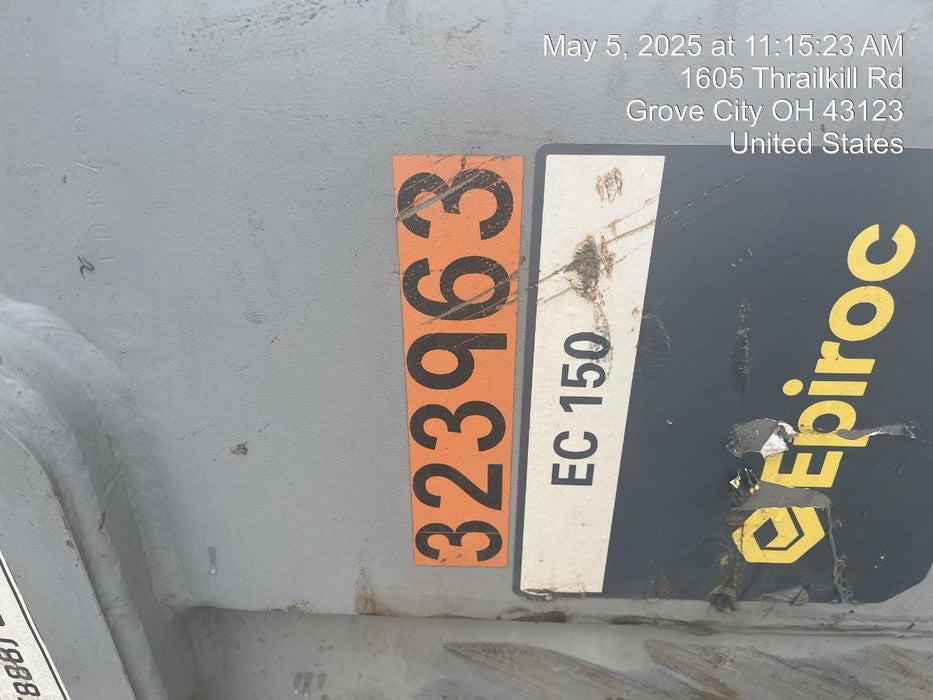 May 5, 2025 at 11:15:23 AM
1605 Thrailkill Rd
Grove City OH 43123
United States
323963
EC 150
Epiroc